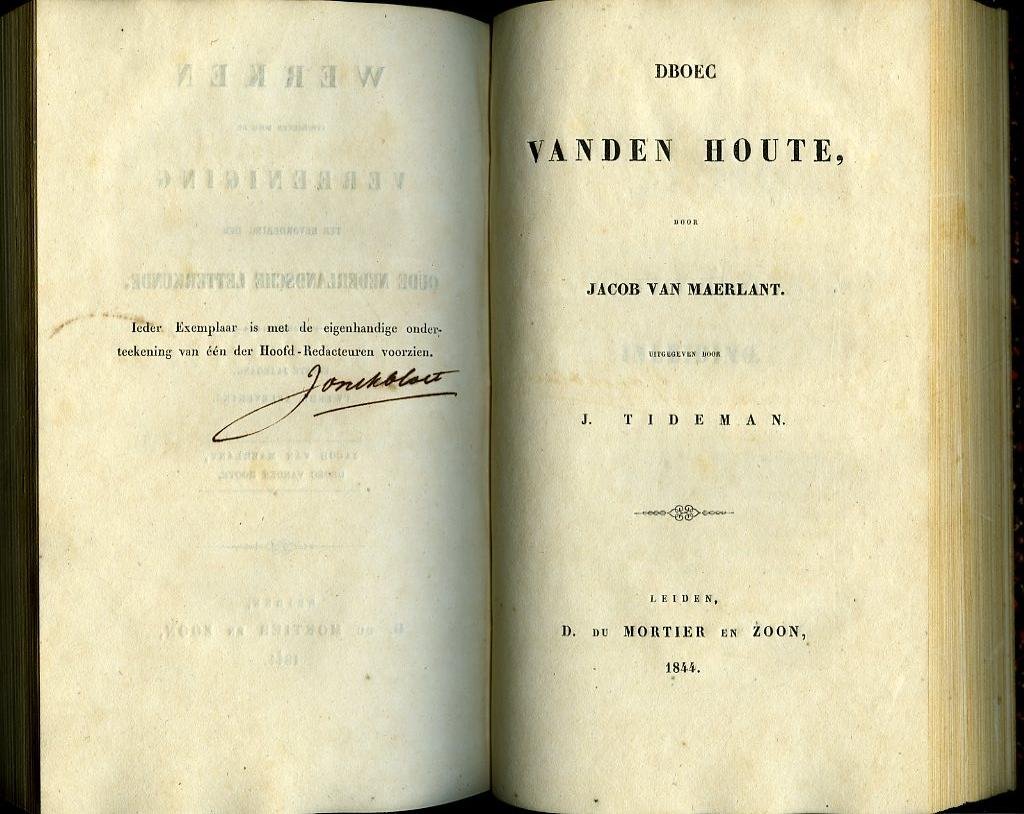 Ieder Exemplaar is met de eigenhandige onder-
teekening van één der Hoofd-Redacteuren voorzien.
Jonckbloet
DBOEC
VANDEN HOUTE,
DOOR
JACOB VAN MAERLANT.
UITGEGEVEN DOOR
J. TIDEMAN.
LEIDEN,
D. DU MORTIER EN ZOON,
1844.